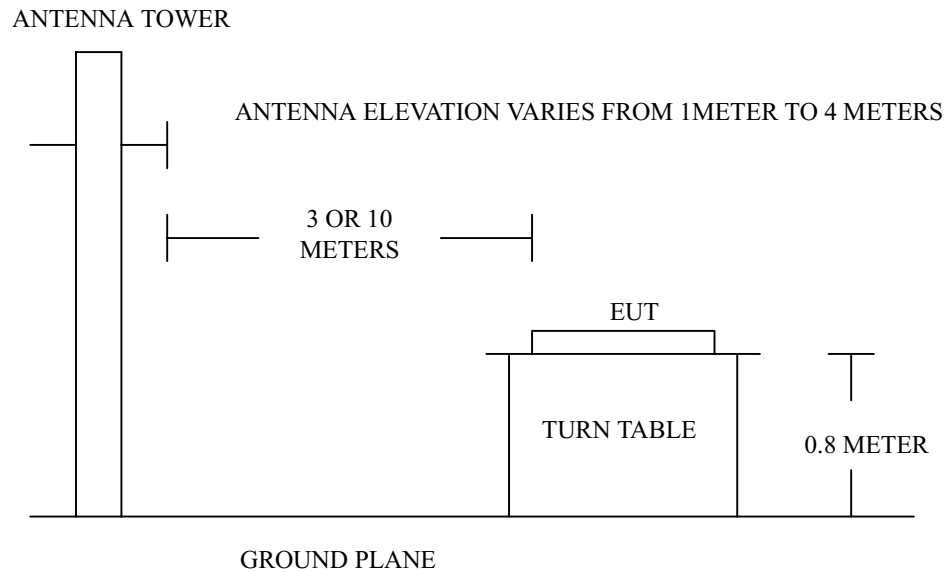 ANTENNA TOWER
ANTENNA ELEVATION VARIES FROM 1METER TO 4 METERS
3 OR 10
METERS
EUT
TURN TABLE
0.8 METER
GROUND PLANE